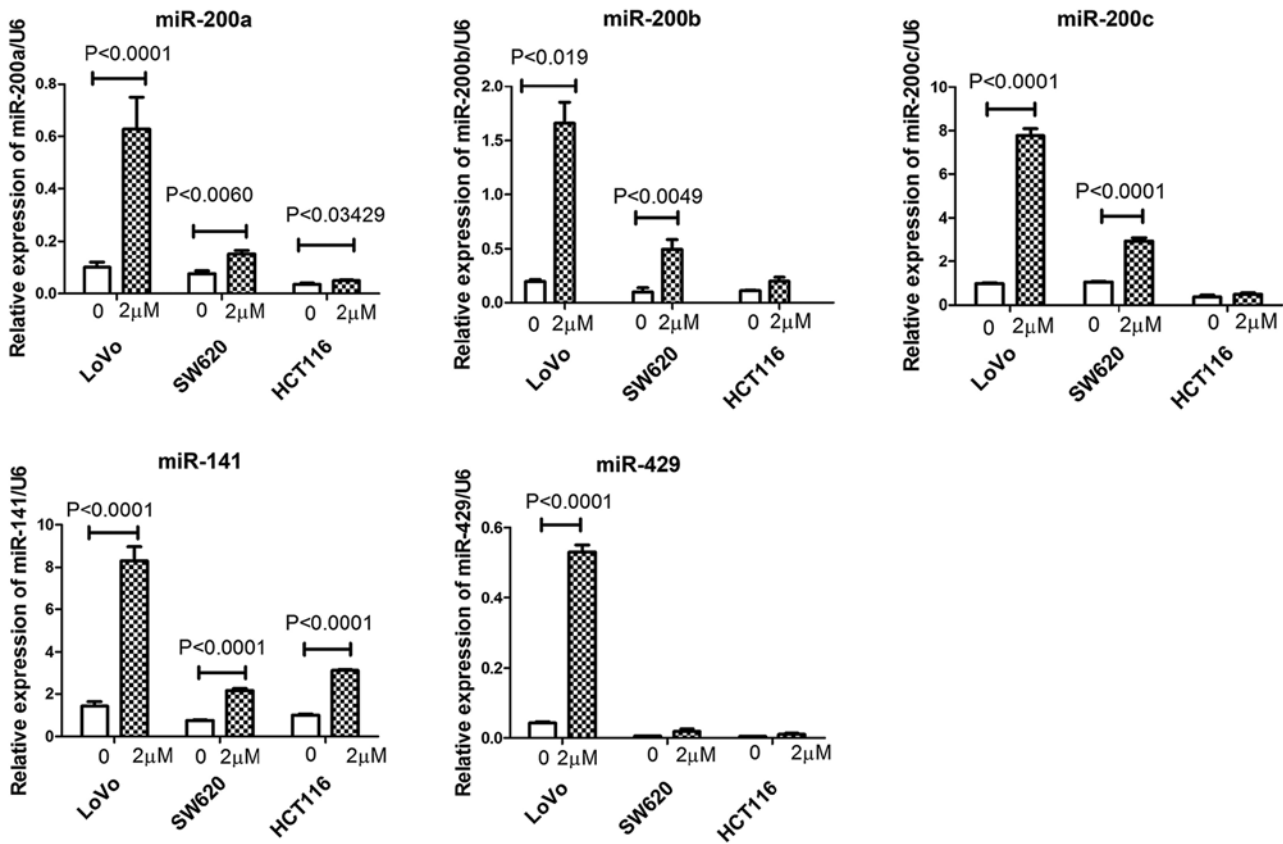 miR-200a
Relative expression of miR-200a/U6
P<0.0001
P<0.0060
P<0.03429
0.8
0.6
0.4
0.2
0.0
0 2μM 0 2μM 0 2μM
LoVo SW620 HCT116
miR-200b
Relative expression of miR-200b/U6
P<0.019
P<0.0049
2.0
1.5
1.0
0.5
0.0
0 2μM 0 2μM 0 2μM
LoVo SW620 HCT116
miR-200c
Relative expression of miR-200c/U6
P<0.0001
P<0.0001
10
8
6
4
2
0
0 2μM 0 2μM 0 2μM
LoVo SW620 HCT116
miR-141
Relative expression of miR-141/U6
P<0.0001
P<0.0001
P<0.0001
10
8
6
4
2
0
0 2μM 0 2μM 0 2μM
LoVo SW620 HCT116
miR-429
Relative expression of miR-429/U6
P<0.0001
0.6
0.4
0.2
0.0
0 2μM 0 2μM 0 2μM
LoVo SW620 HCT116